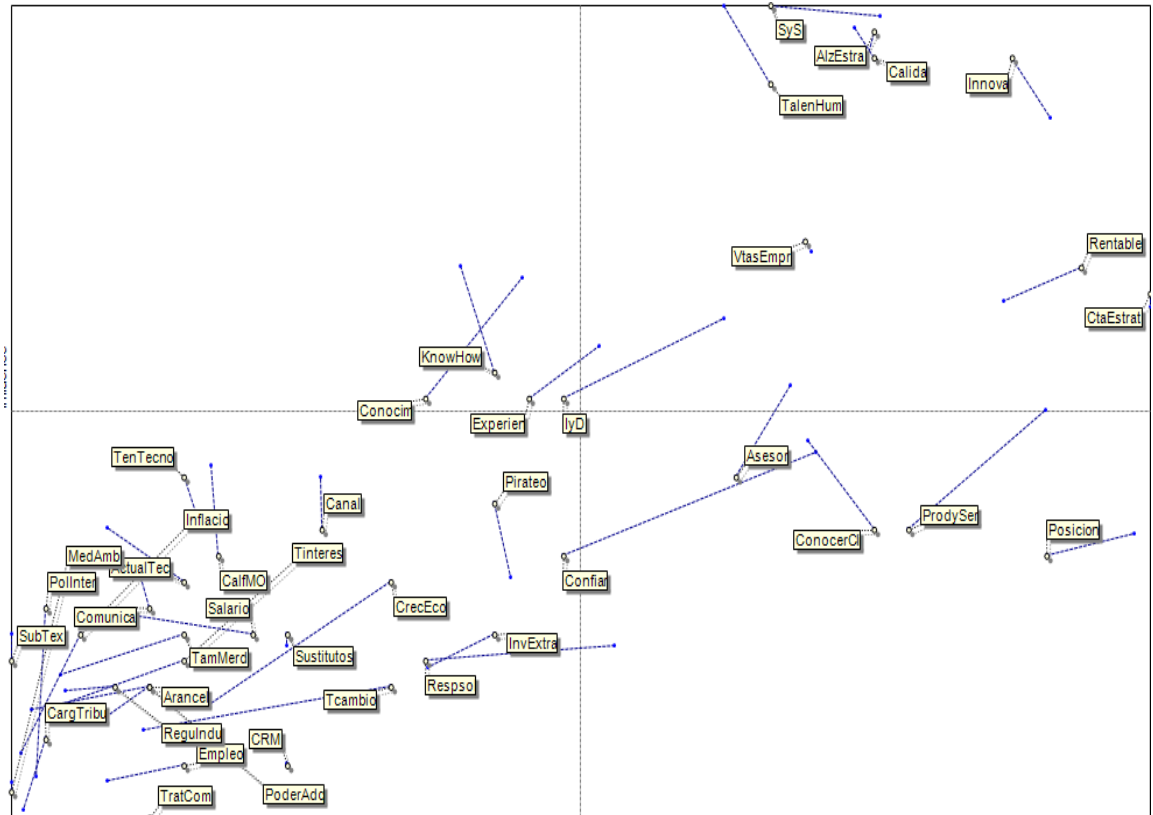 SyS
AlzEstra
Calida
Innova
TalenHum
VtasEmpr
Rentable
CtaEstrat
KnowHow
Conocim
Experien
IyD
TenTecno
Asesor
Pirateo
Canal
Inflacio
ProdySer
Posicion
ConocerCl
MedAmb
Tinteres
ActualTec
PolInter
CalfMO
Confiar
CrecEco
Comunica
Salario
SubTex
InvExtra
TamMerd
Sustitutos
Respso
Arancel
Tcambio
CargTribu
ReguIndu
CRM
Empleo
TratCom
PoderAdq